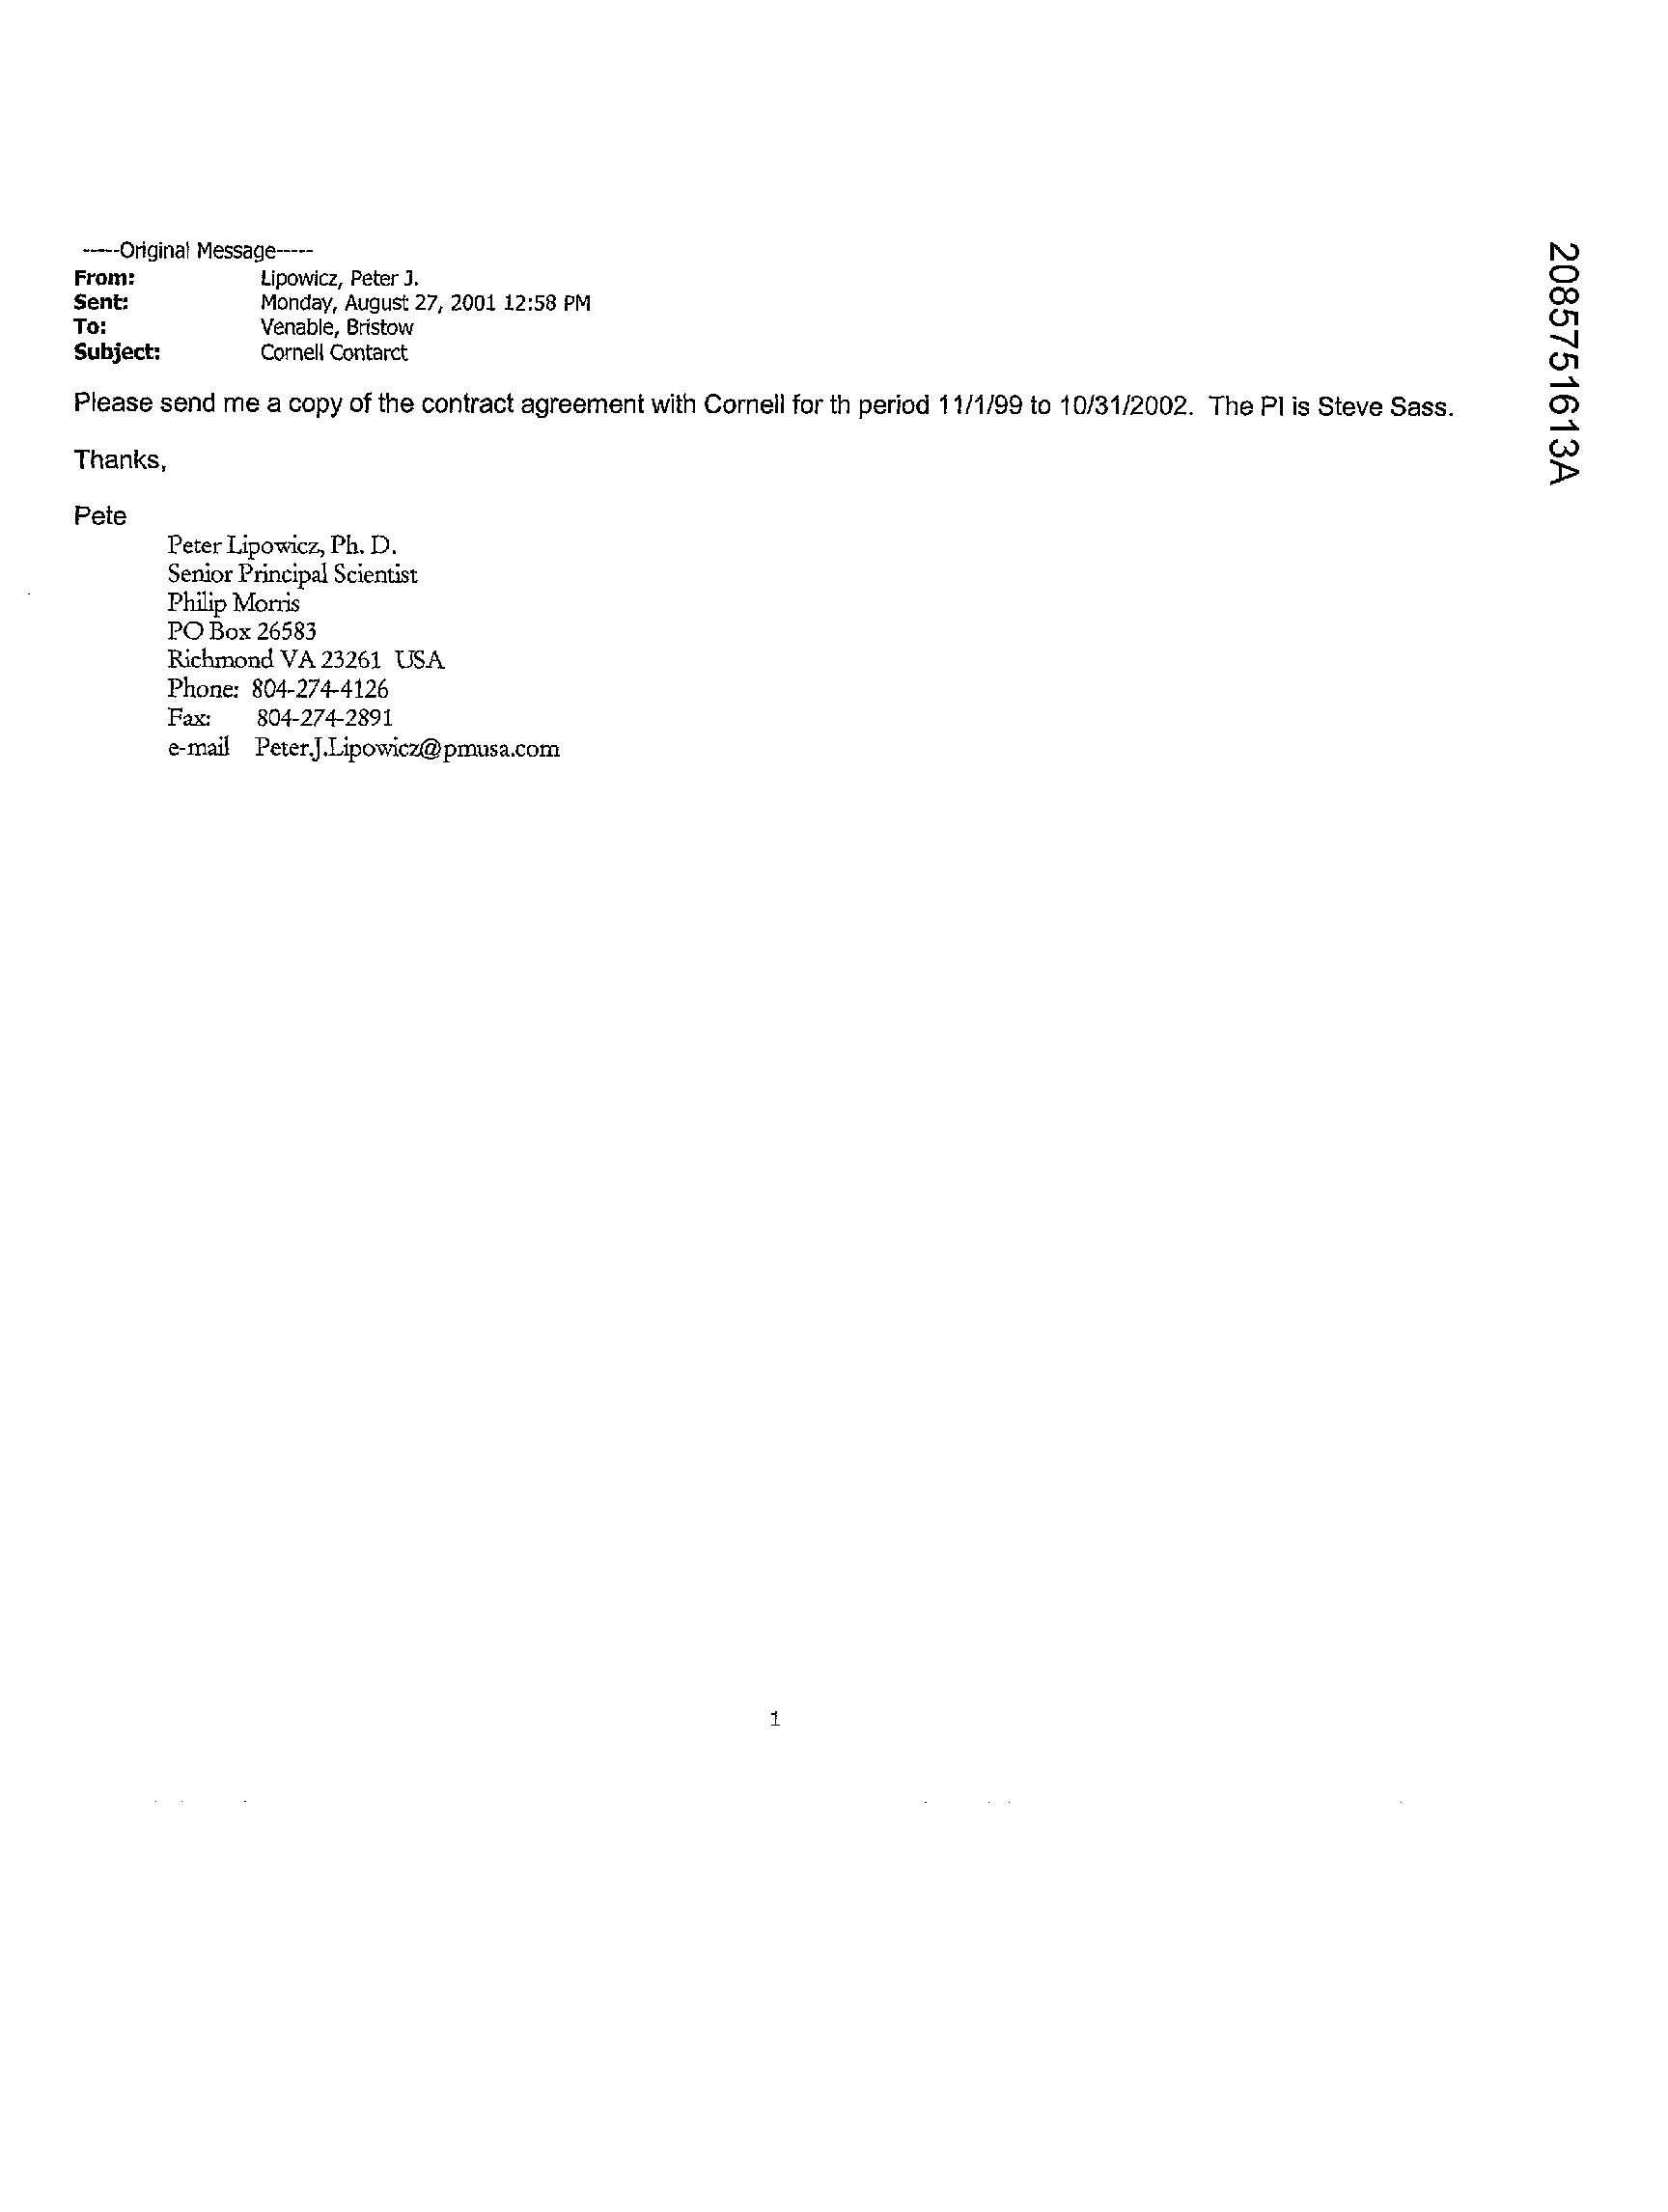 -----Original Message-----
From: Lipowicz, Peter J.
Sent: Monday, August 27, 2001 12:58 PM
To: Venable, Bristow
Subject: Cornell Contarct
Please send me a copy of the contract agreement with Cornell for th period 11/1/99 to 10/31/2002. The PI is Steve Sass.
Thanks,
Pete
Peter Lipowicz, Ph. D.
Senior Principal Scientist
Philip Morris
PO Box 26583
Richmond VA 23261 USA
Phone: 804-274-4126
Fax: 804-274-2891
e-mail Peter.J.Lipowicz@pmusa.com
1
2085751613A